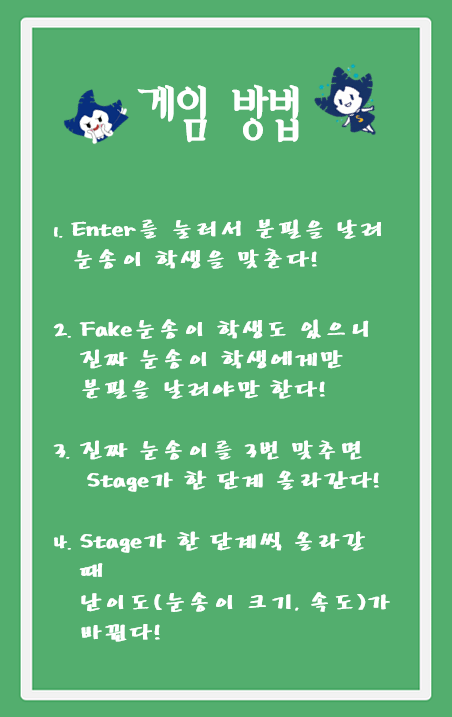 게임 방법
1. Enter를 눌러서 분필을 날려
눈송이 학생을 맞춘다!
2. Fake눈송이 학생도 있으니
진짜 눈송이 학생에게만
분필을 날려야만 한다!
3. 진짜 눈송이를 3번 맞추면
Stage가 한 단계 올라간다!
4. Stage가 한 단계씩 올라갈
때
난이도(눈송이 크기, 속도)가
바뀐다!